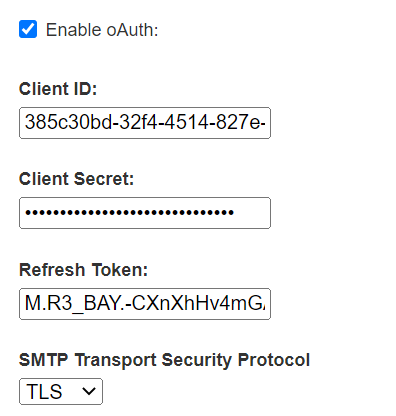 Enable oAuth:
Client ID:
385c30bd-32f4-4514-827e-
Client Secret:
••••••••••••••••••••••••••••••
Refresh Token:
M.R3_BAY.-CXnXhHv4mG
SMTP Transport Security Protocol
TLS